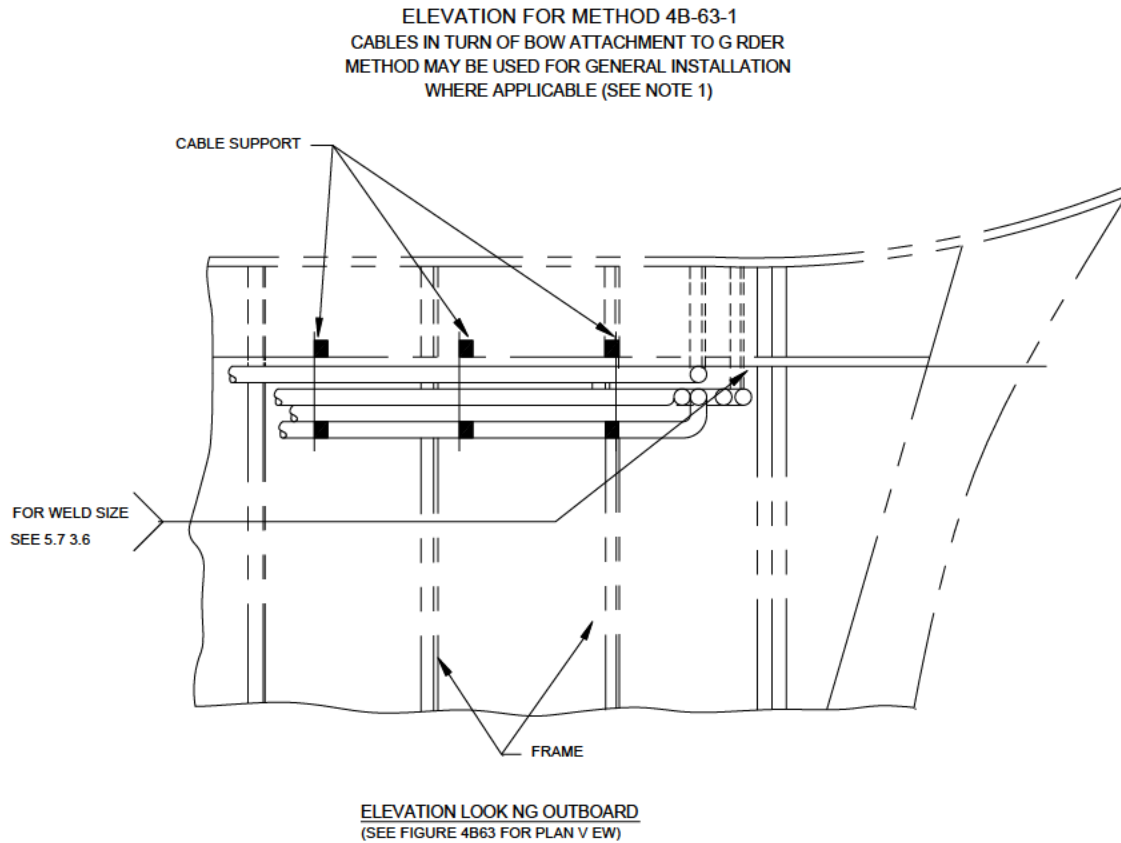 ELEVATION FOR METHOD 4B-63-1
CABLES IN TURN OF BOW ATTACHMENT TO G RDER
METHOD MAY BE USED FOR GENERAL INSTALLATION
WHERE APPLICABLE (SEE NOTE 1)
CABLE SUPPORT
FOR WELD SIZE
SEE 5.7 3.6
FRAME
ELEVATION LOOK NG OUTBOARD
(SEE FIGURE 4B63 FOR PLAN V EW)